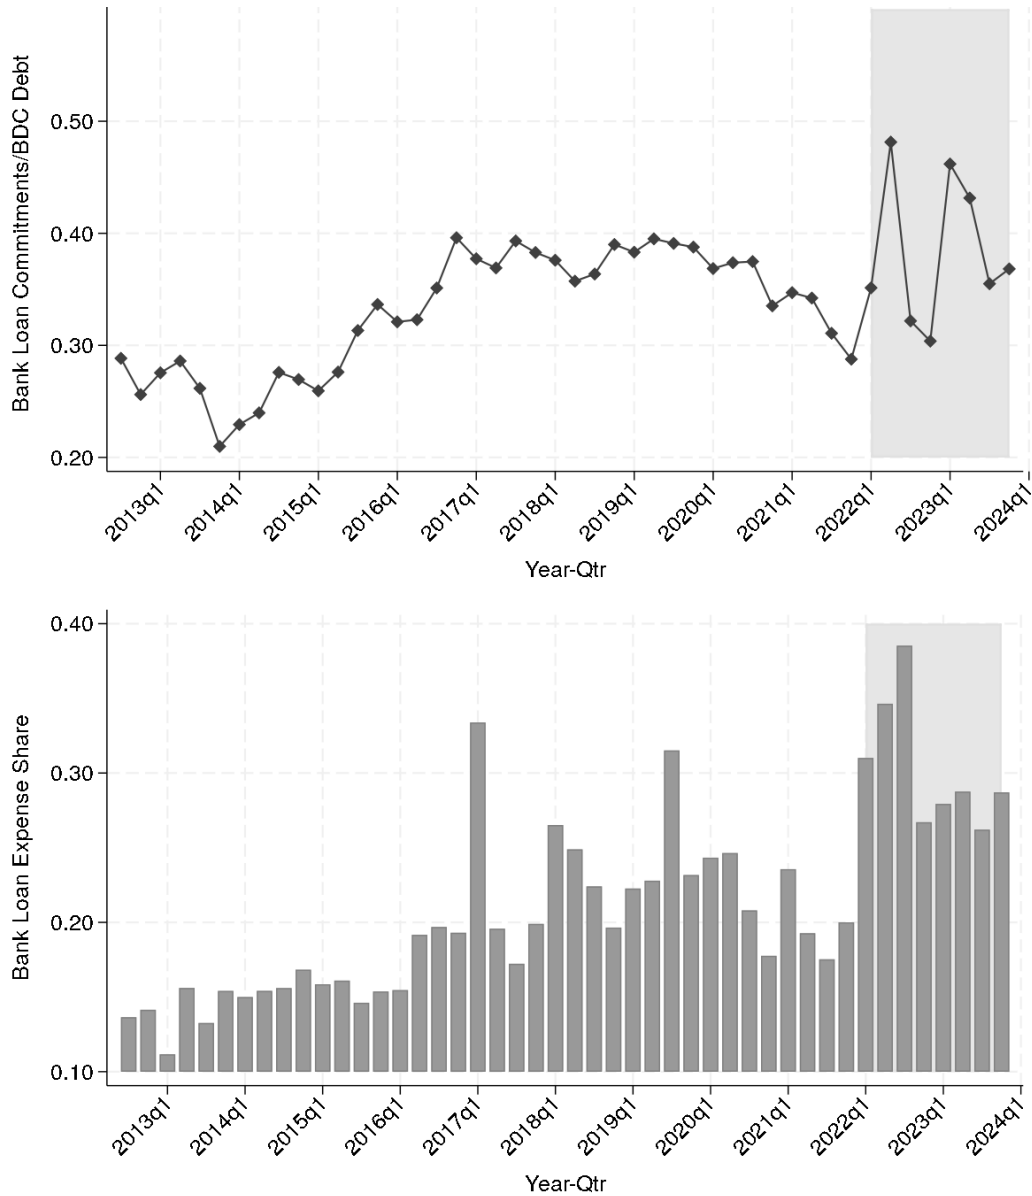 Bank Loan Commitments/BDC Debt
0.50
0.40
0.30
0.20
2013q1
2014q1
2015q1
2016q1
2017q1
2018q1
2019q1
2020q1
2021q1
2022q1
2023q1
2024q1
Year-Qtr
Bank Loan Expense Share
0.40
0.30
0.20
0.10
2013q1
2014q1
2015q1
2016q1
2017q1
2018q1
2019q1
2020q1
2021q1
2022q1
2023q1
2024q1
Year-Qtr